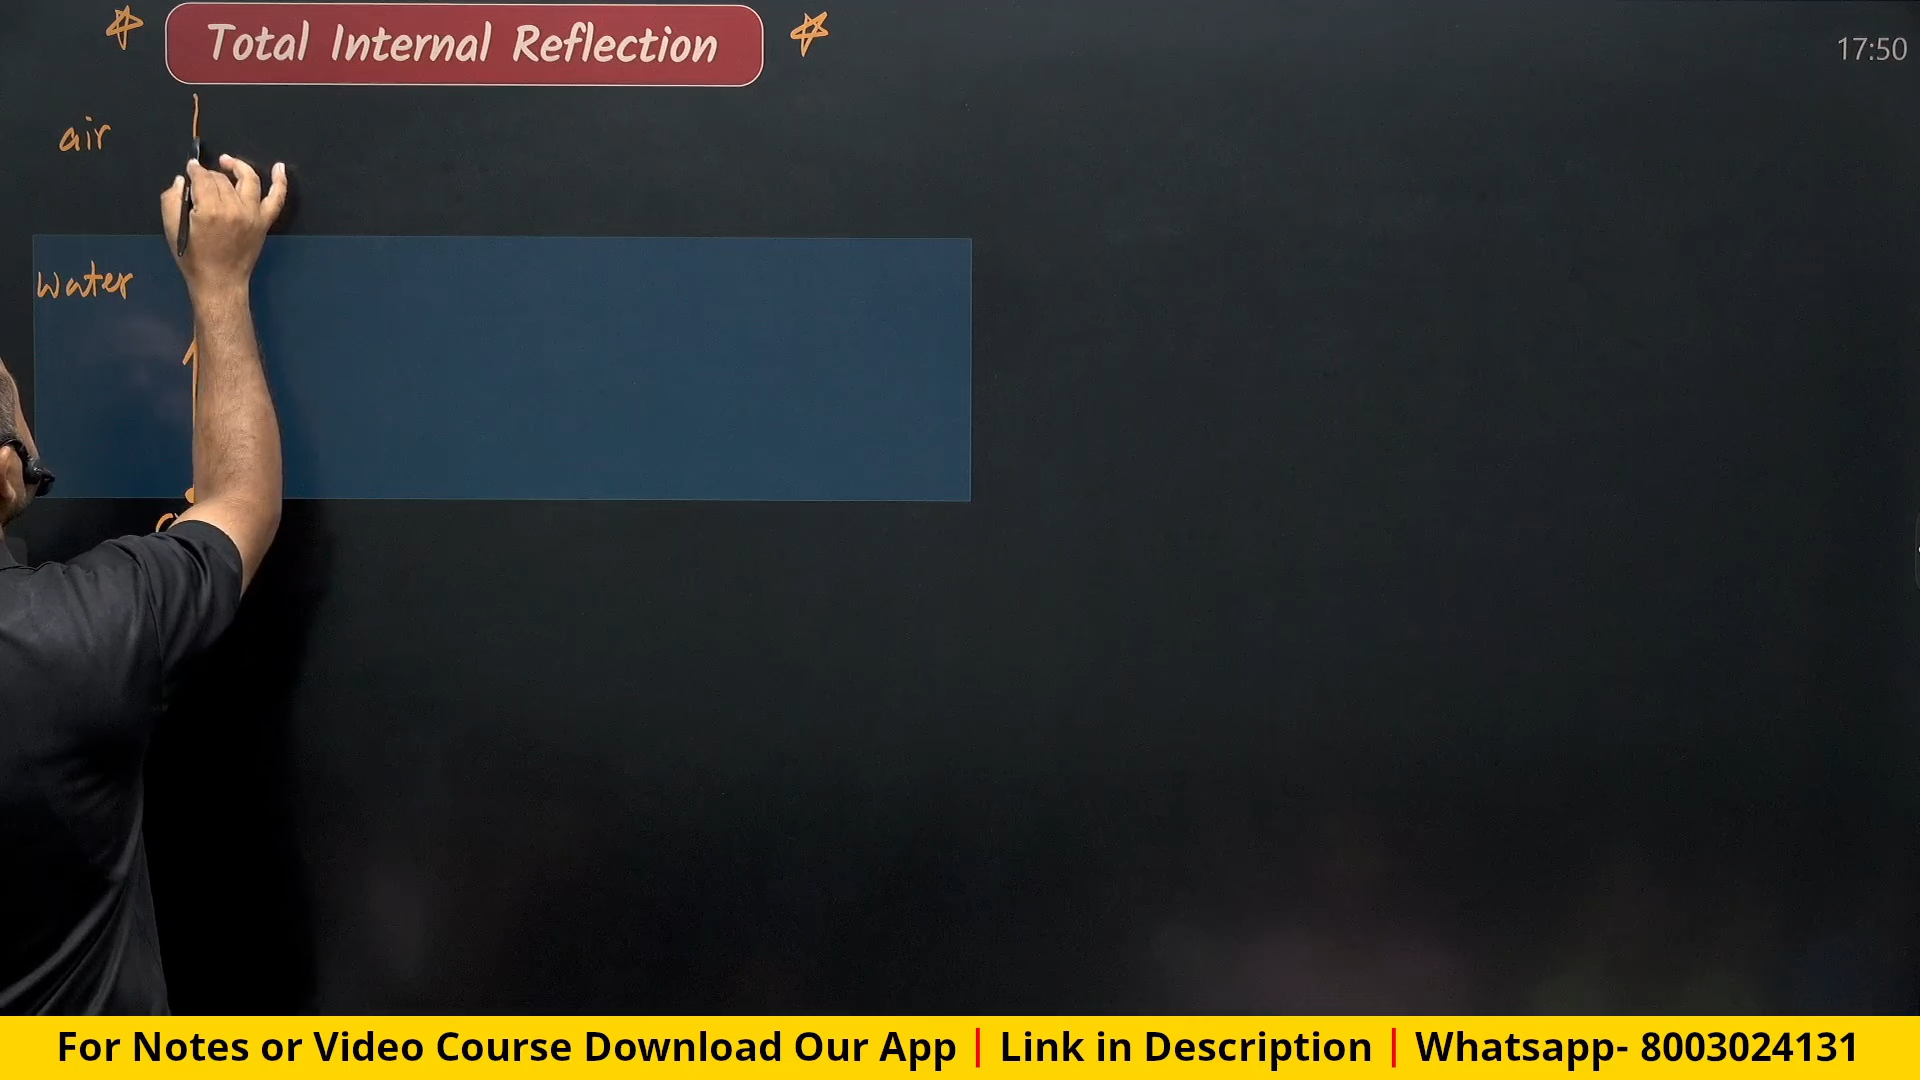 Total Internal Reflection
17:50
air
water
For Notes or Video Course Download Our App | Link in Description | Whatsapp- 8003024131